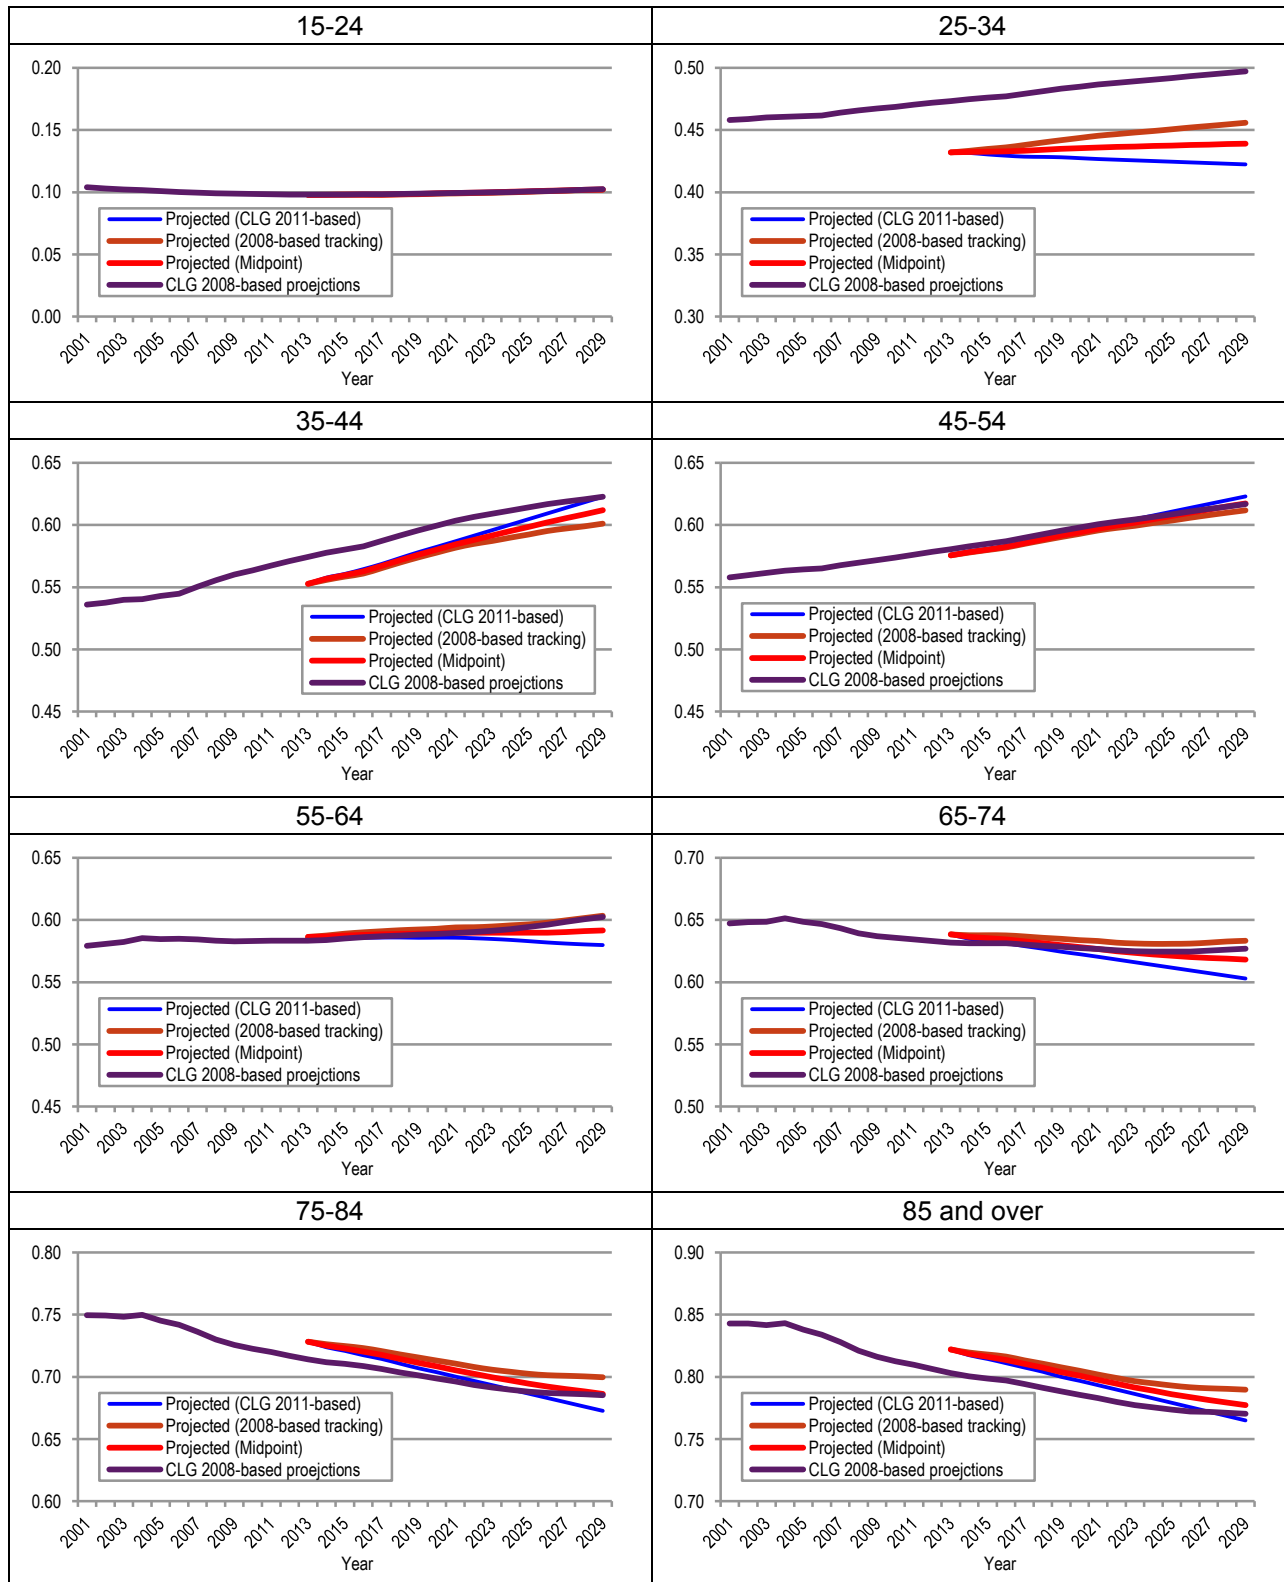 15-24
0.20
0.15
0.10
0.05
0.00
Projected (CLG 2011-based)
Projected (2008-based tracking)
Projected (Midpoint)
CLG 2008-based proejctions
2001 2003 2005 2007 2009 2011 2013 2015 2017 2019 2021 2023 2025 2027 2029
Year
25-34
0.50
0.45
0.40
0.35
0.30
Projected (CLG 2011-based)
Projected (2008-based tracking)
Projected (Midpoint)
CLG 2008-based proejctions
2001 2003 2005 2007 2009 2011 2013 2015 2017 2019 2021 2023 2025 2027 2029
Year
35-44
0.65
0.60
0.55
0.50
0.45
Projected (CLG 2011-based)
Projected (2008-based tracking)
Projected (Midpoint)
CLG 2008-based proejctions
2001 2003 2005 2007 2009 2011 2013 2015 2017 2019 2021 2023 2025 2027 2029
Year
45-54
0.65
0.60
0.55
0.50
0.45
Projected (CLG 2011-based)
Projected (2008-based tracking)
Projected (Midpoint)
CLG 2008-based proejctions
2001 2003 2005 2007 2009 2011 2013 2015 2017 2019 2021 2023 2025 2027 2029
Year
55-64
0.65
0.60
0.55
0.50
0.45
Projected (CLG 2011-based)
Projected (2008-based tracking)
Projected (Midpoint)
CLG 2008-based proejctions
2001 2003 2005 2007 2009 2011 2013 2015 2017 2019 2021 2023 2025 2027 2029
Year
65-74
0.70
0.65
0.60
0.55
0.50
Projected (CLG 2011-based)
Projected (2008-based tracking)
Projected (Midpoint)
CLG 2008-based proejctions
2001 2003 2005 2007 2009 2011 2013 2015 2017 2019 2021 2023 2025 2027 2029
Year
75-84
0.80
0.75
0.70
0.65
0.60
Projected (CLG 2011-based)
Projected (2008-based tracking)
Projected (Midpoint)
CLG 2008-based proejctions
2001 2003 2005 2007 2009 2011 2013 2015 2017 2019 2021 2023 2025 2027 2029
Year
85 and over
0.90
0.85
0.80
0.75
0.70
Projected (CLG 2011-based)
Projected (2008-based tracking)
Projected (Midpoint)
CLG 2008-based proejctions
2001 2003 2005 2007 2009 2011 2013 2015 2017 2019 2021 2023 2025 2027 2029
Year